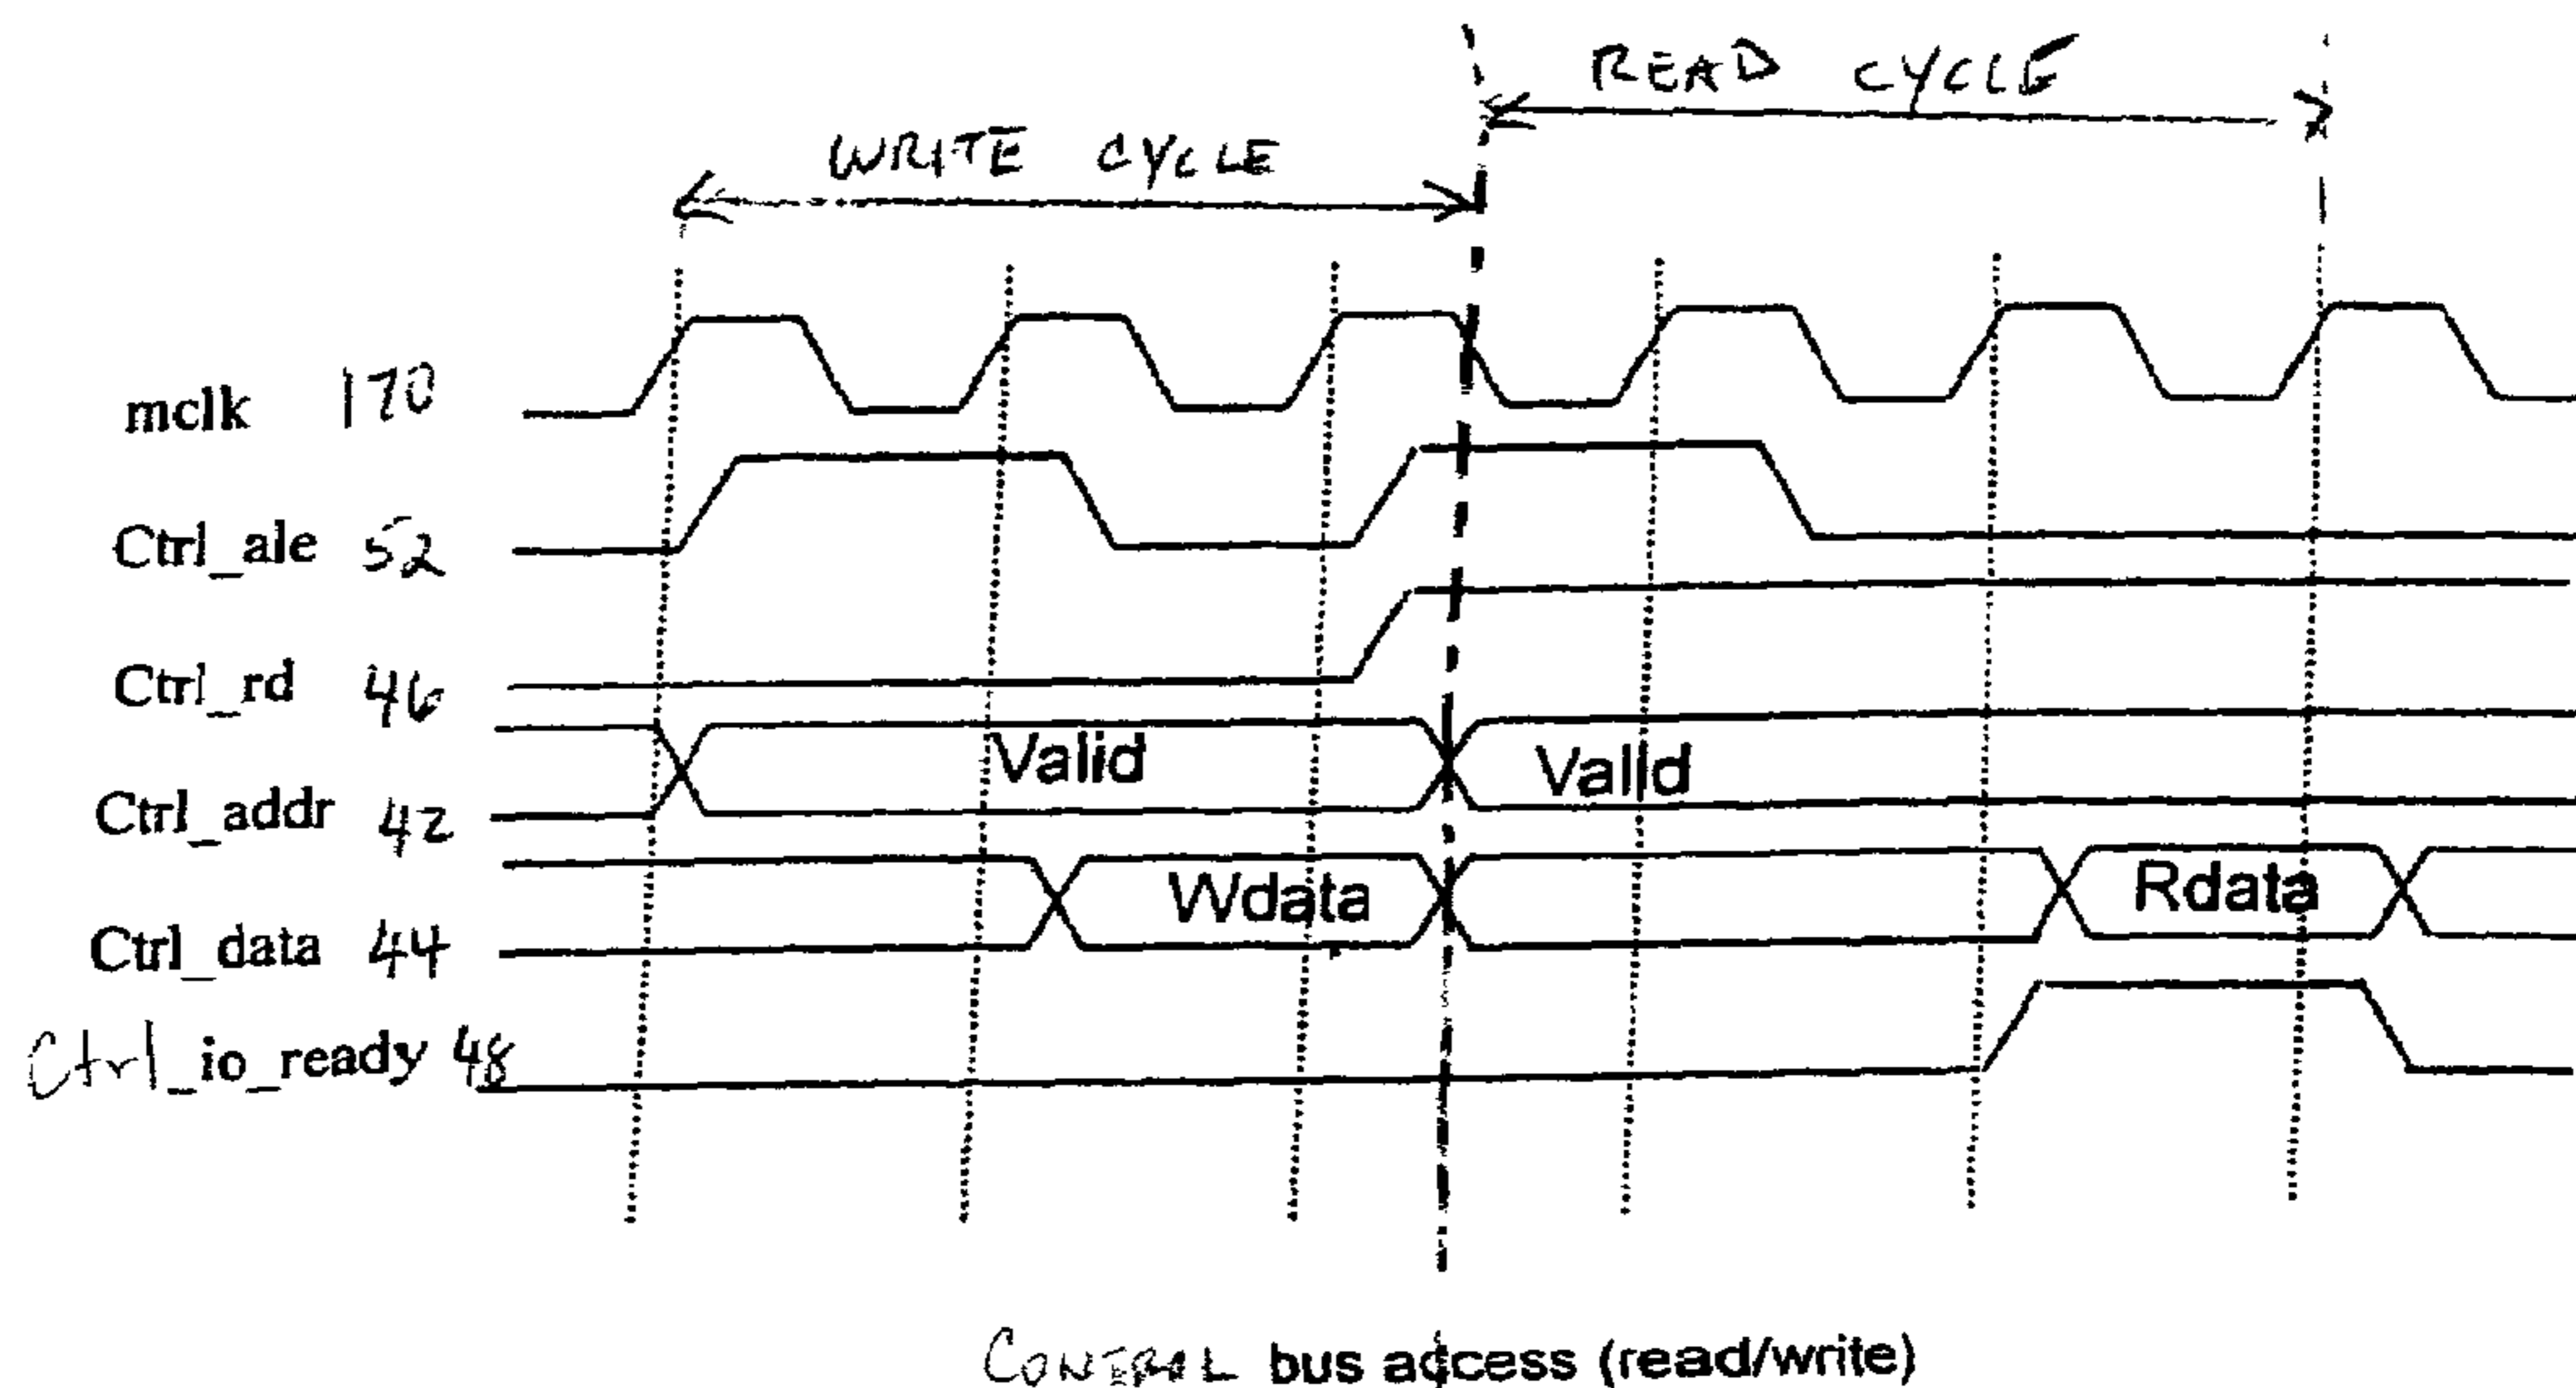 READ CYCLE
WRITE CYCLE
mclk 170
Ctrl_ale 52
Ctrl_rd 46
Valid Valid
Ctrl_addr 42
Wdata Rdata
Ctrl_data 44
Ctrl_io_ready 48
CONTROL bus access (read/write)